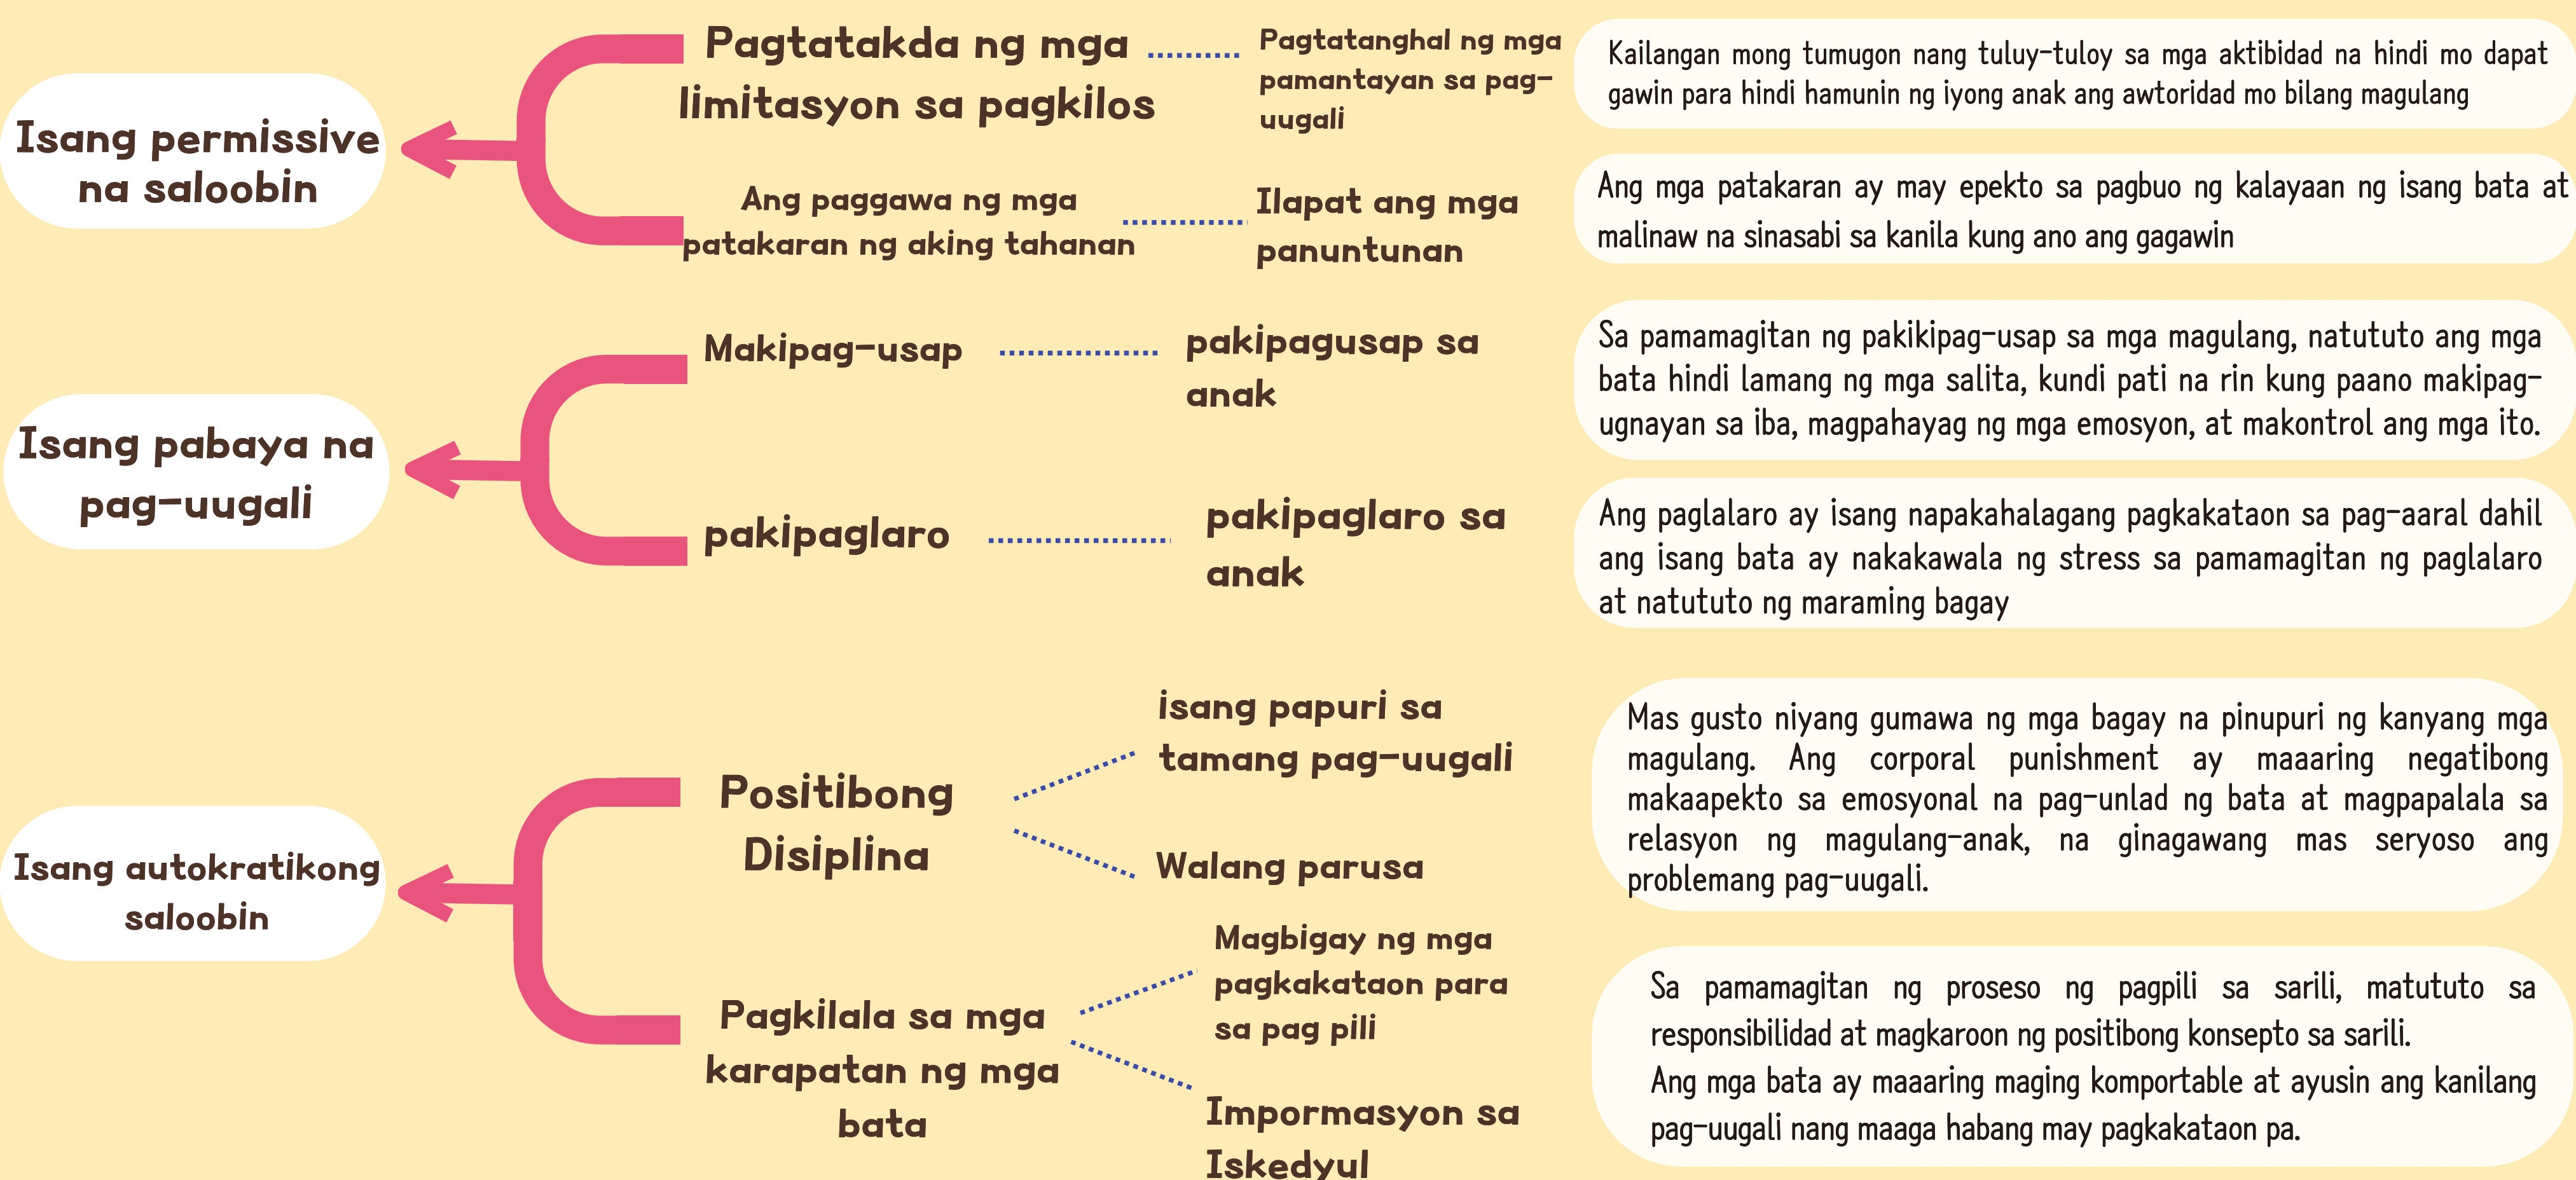 Isang permissive
na saloobin
Pagtatakda ng mga
limitasyon sa pagkilos
Pagtatanghal ng mga
pamantayan sa pag-
uugali
Kailangan mong tumugon nang tuluy-tuloy sa mga aktibidad na hindi mo dapat
gawin para hindi hamunin ng iyong anak ang awtoridad mo bilang magulang
Ang paggawa ng mga
patakaran ng aking tahanan
Ilapat ang mga
panuntunan
Ang mga patakaran ay may epekto sa pagbuo ng kalayaan ng isang bata at
malinaw na sinasabi sa kanila kung ano ang gagawin
Isang pabaya na
pag-uugali
Makipag-usap
pakipagusap sa
anak
Sa pamamagitan ng pakikipag-usap sa mga magulang, natututo ang mga
bata hindi lamang ng mga salita, kundi pati na rin kung paano makipag-
ugnayan sa iba, magpahayag ng mga emosyon, at makontrol ang mga ito.
pakipaglaro
pakipaglaro sa
anak
Ang paglalaro ay isang napakahalagang pagkakataon sa pag-aaral dahil
ang isang bata ay nakakawala ng stress sa pamamagitan ng paglalaro
at natututo ng maraming bagay
Isang autokratikong
saloobin
Positibong
Disiplina
isang papuri sa
tamang pag-uugali
Walang parusa
Mas gusto niyang gumawa ng mga bagay na pinupuri ng kanyang mga
magulang. Ang corporal punishment ay maaaring negatibong
makaapekto sa emosyonal na pag-unlad ng bata at magpapalala sa
relasyon ng magulang-anak, na ginagawang mas seryoso ang
problemang pag-uugali.
Pagkilala sa mga
karapatan ng mga
bata
Magbigay ng mga
pagkakataon para
sa pag pili
Impormasyon sa
Iskedyul
Sa pamamagitan ng proseso ng pagpili sa sarili, matututo sa
responsibilidad at magkaroon ng positibong konsepto sa sarili.
Ang mga bata ay maaaring maging komportable at ayusin ang kanilang
pag-uugali nang maaga habang may pagkakataon pa.